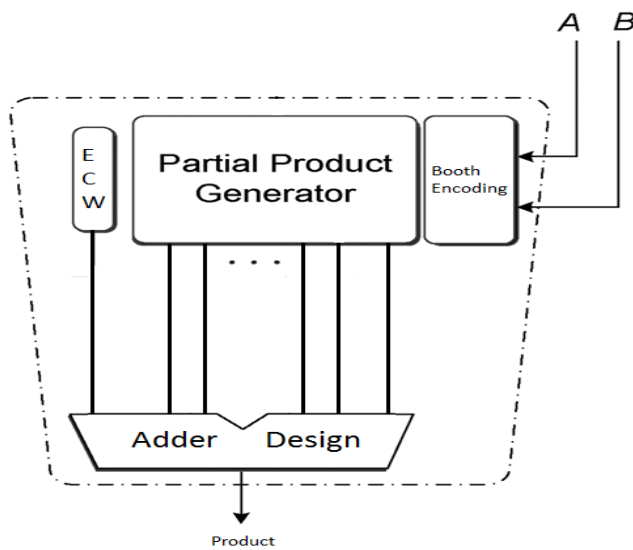 A B
E
C
W
Partial Product
Generator
Booth
Encoding
. . .
Adder Design
Product